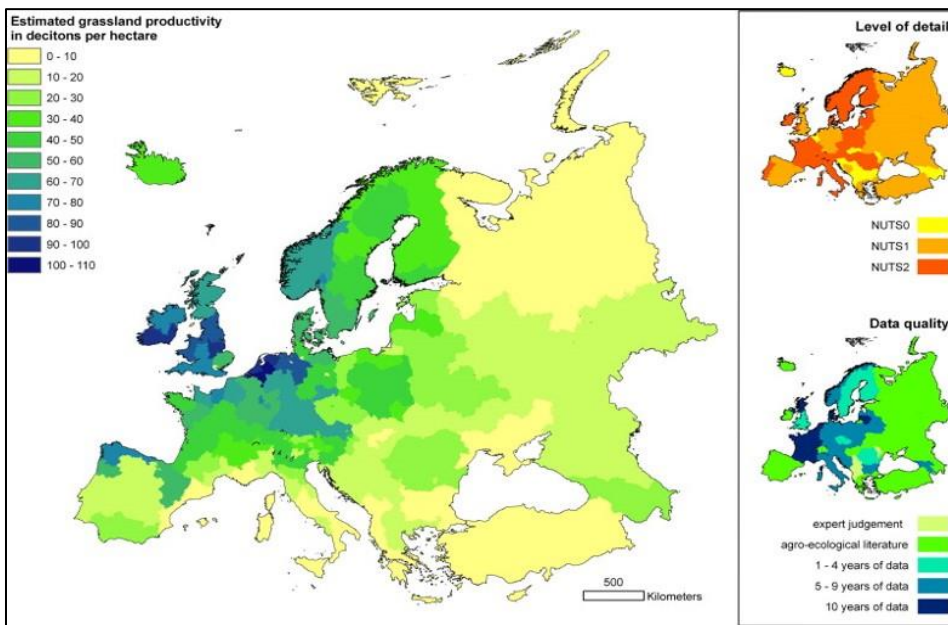 Estimated grassland productivity
in decitons per hectare
0 - 10
10 - 20
20 - 30
30 - 40
40 - 50
50 - 60
60 - 70
70 - 80
80 - 90
90 - 100
100 - 110
500
Kilometers
Level of detail
NUTS0
NUTS1
NUTS2
Data quality
expert judgement
agro-ecological literature
1 - 4 years of data
5 - 9 years of data
10 years of data